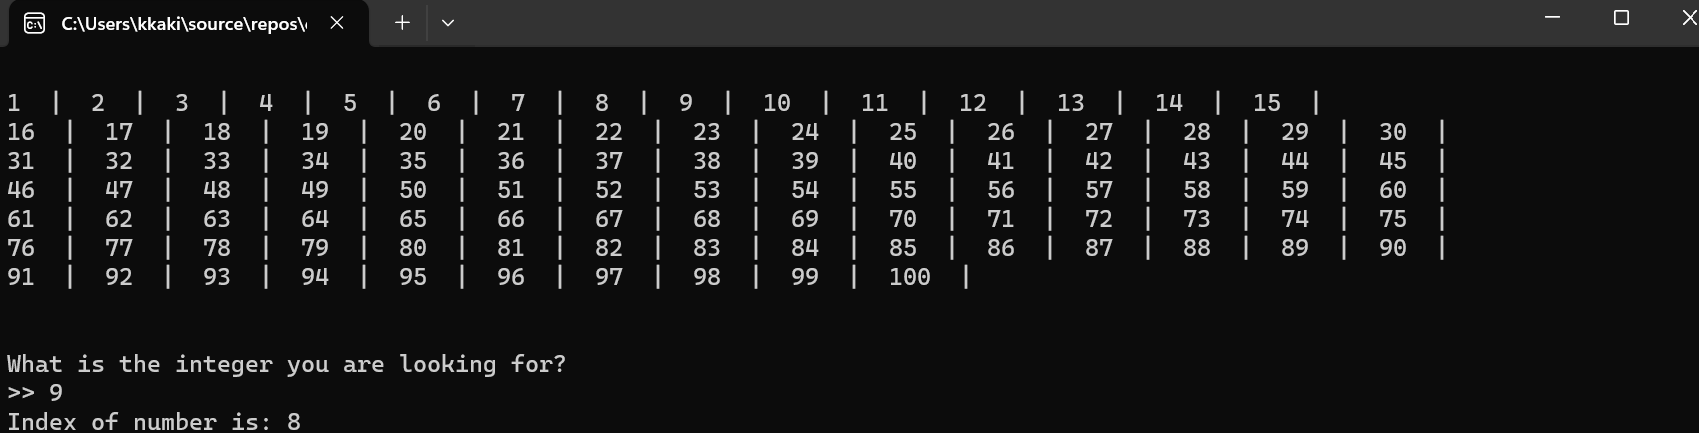 C:\Users\kkaki\source\repos\
1 | 2 | 3 | 4 | 5 | 6 | 7 | 8 | 9 | 10 | 11 | 12 | 13 | 14 | 15 |
16 | 17 | 18 | 19 | 20 | 21 | 22 | 23 | 24 | 25 | 26 | 27 | 28 | 29 | 30 |
31 | 32 | 33 | 34 | 35 | 36 | 37 | 38 | 39 | 40 | 41 | 42 | 43 | 44 | 45 |
46 | 47 | 48 | 49 | 50 | 51 | 52 | 53 | 54 | 55 | 56 | 57 | 58 | 59 | 60 |
61 | 62 | 63 | 64 | 65 | 66 | 67 | 68 | 69 | 70 | 71 | 72 | 73 | 74 | 75 |
76 | 77 | 78 | 79 | 80 | 81 | 82 | 83 | 84 | 85 | 86 | 87 | 88 | 89 | 90 |
91 | 92 | 93 | 94 | 95 | 96 | 97 | 98 | 99 | 100 |
What is the integer you are looking for?
>> 9
Index of number is: 8